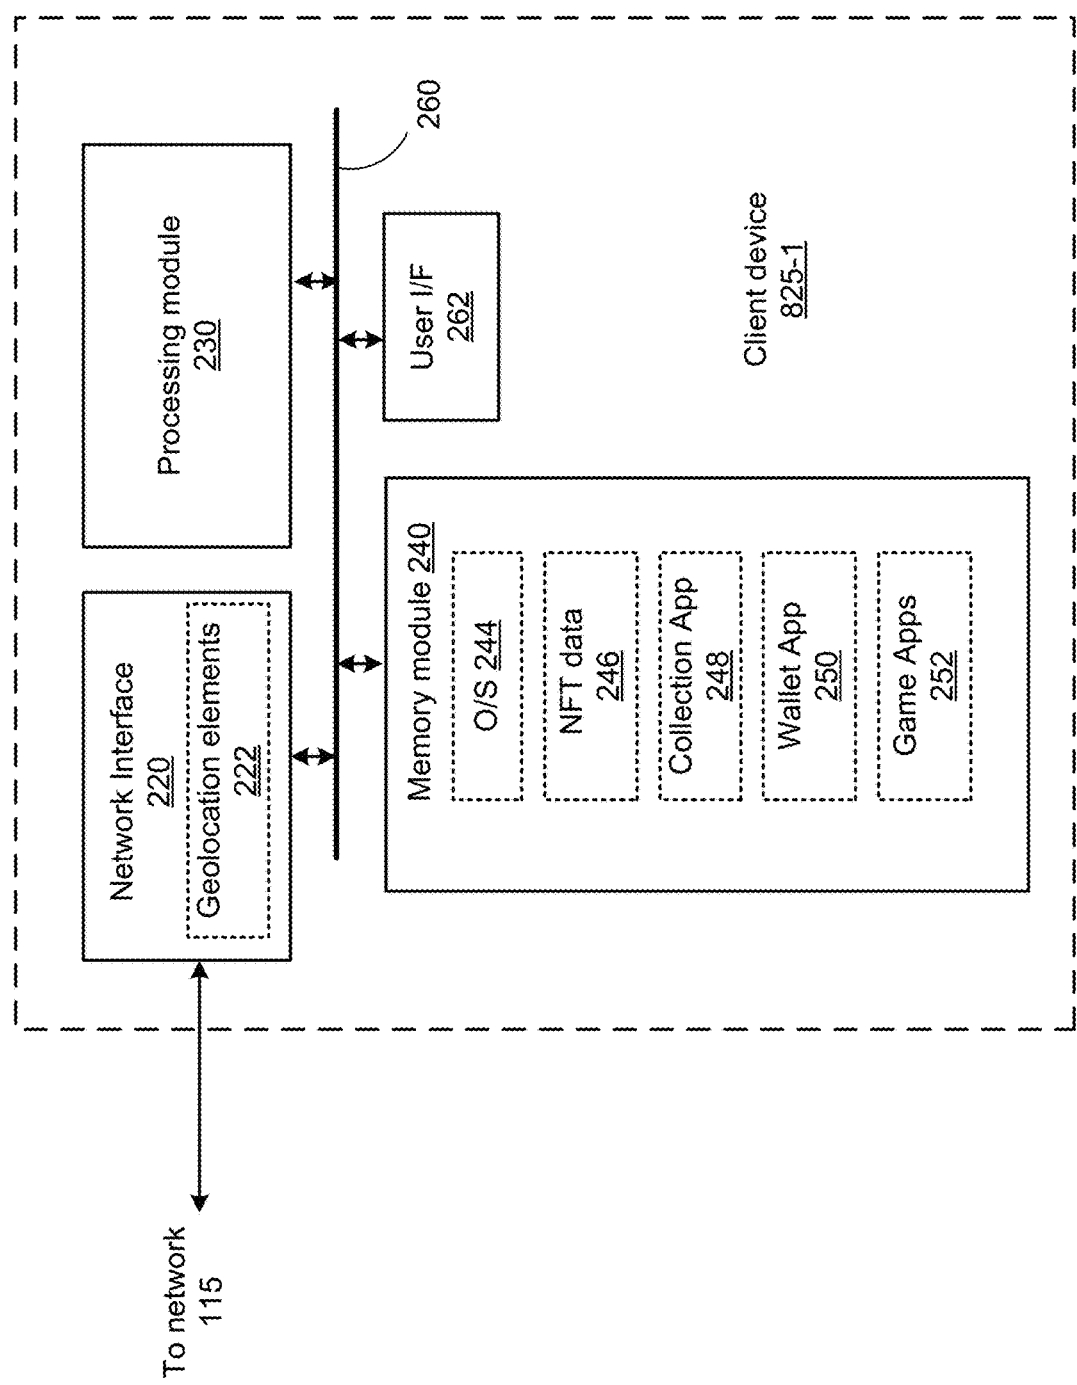 To network
115
Network Interface
220
Geolocation elements
222
Processing module
230
260
Memory module 240
O/S 244
NFT data
246
Collection App
248
Wallet App
250
Game Apps
252
User I/F
262
Client device
825-1